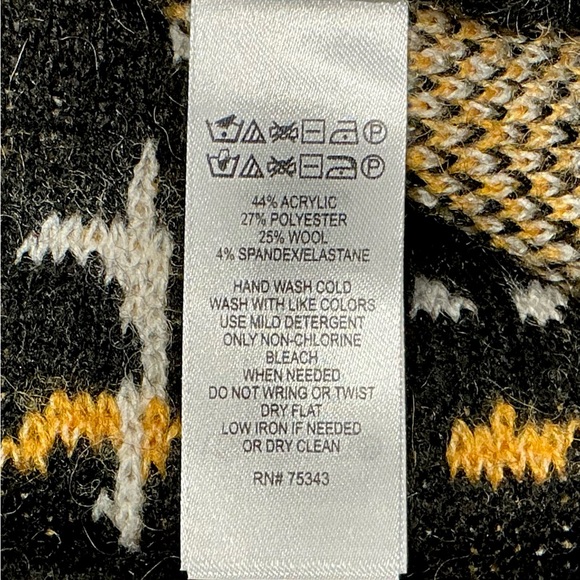 44% ACRYLIC
27% POLYESTER
25% WOOL
4% SPANDEX/ELASTANE
HAND WASH COLD
WASH WITH LIKE COLORS
USE MILD DETERGENT
ONLY NON-CHLORINE
BLEACH
WHEN NEEDED
DO NOT WRING OR TWIST
DRY FLAT
LOW IRON IF NEEDED
OR DRY CLEAN
RN# 75343